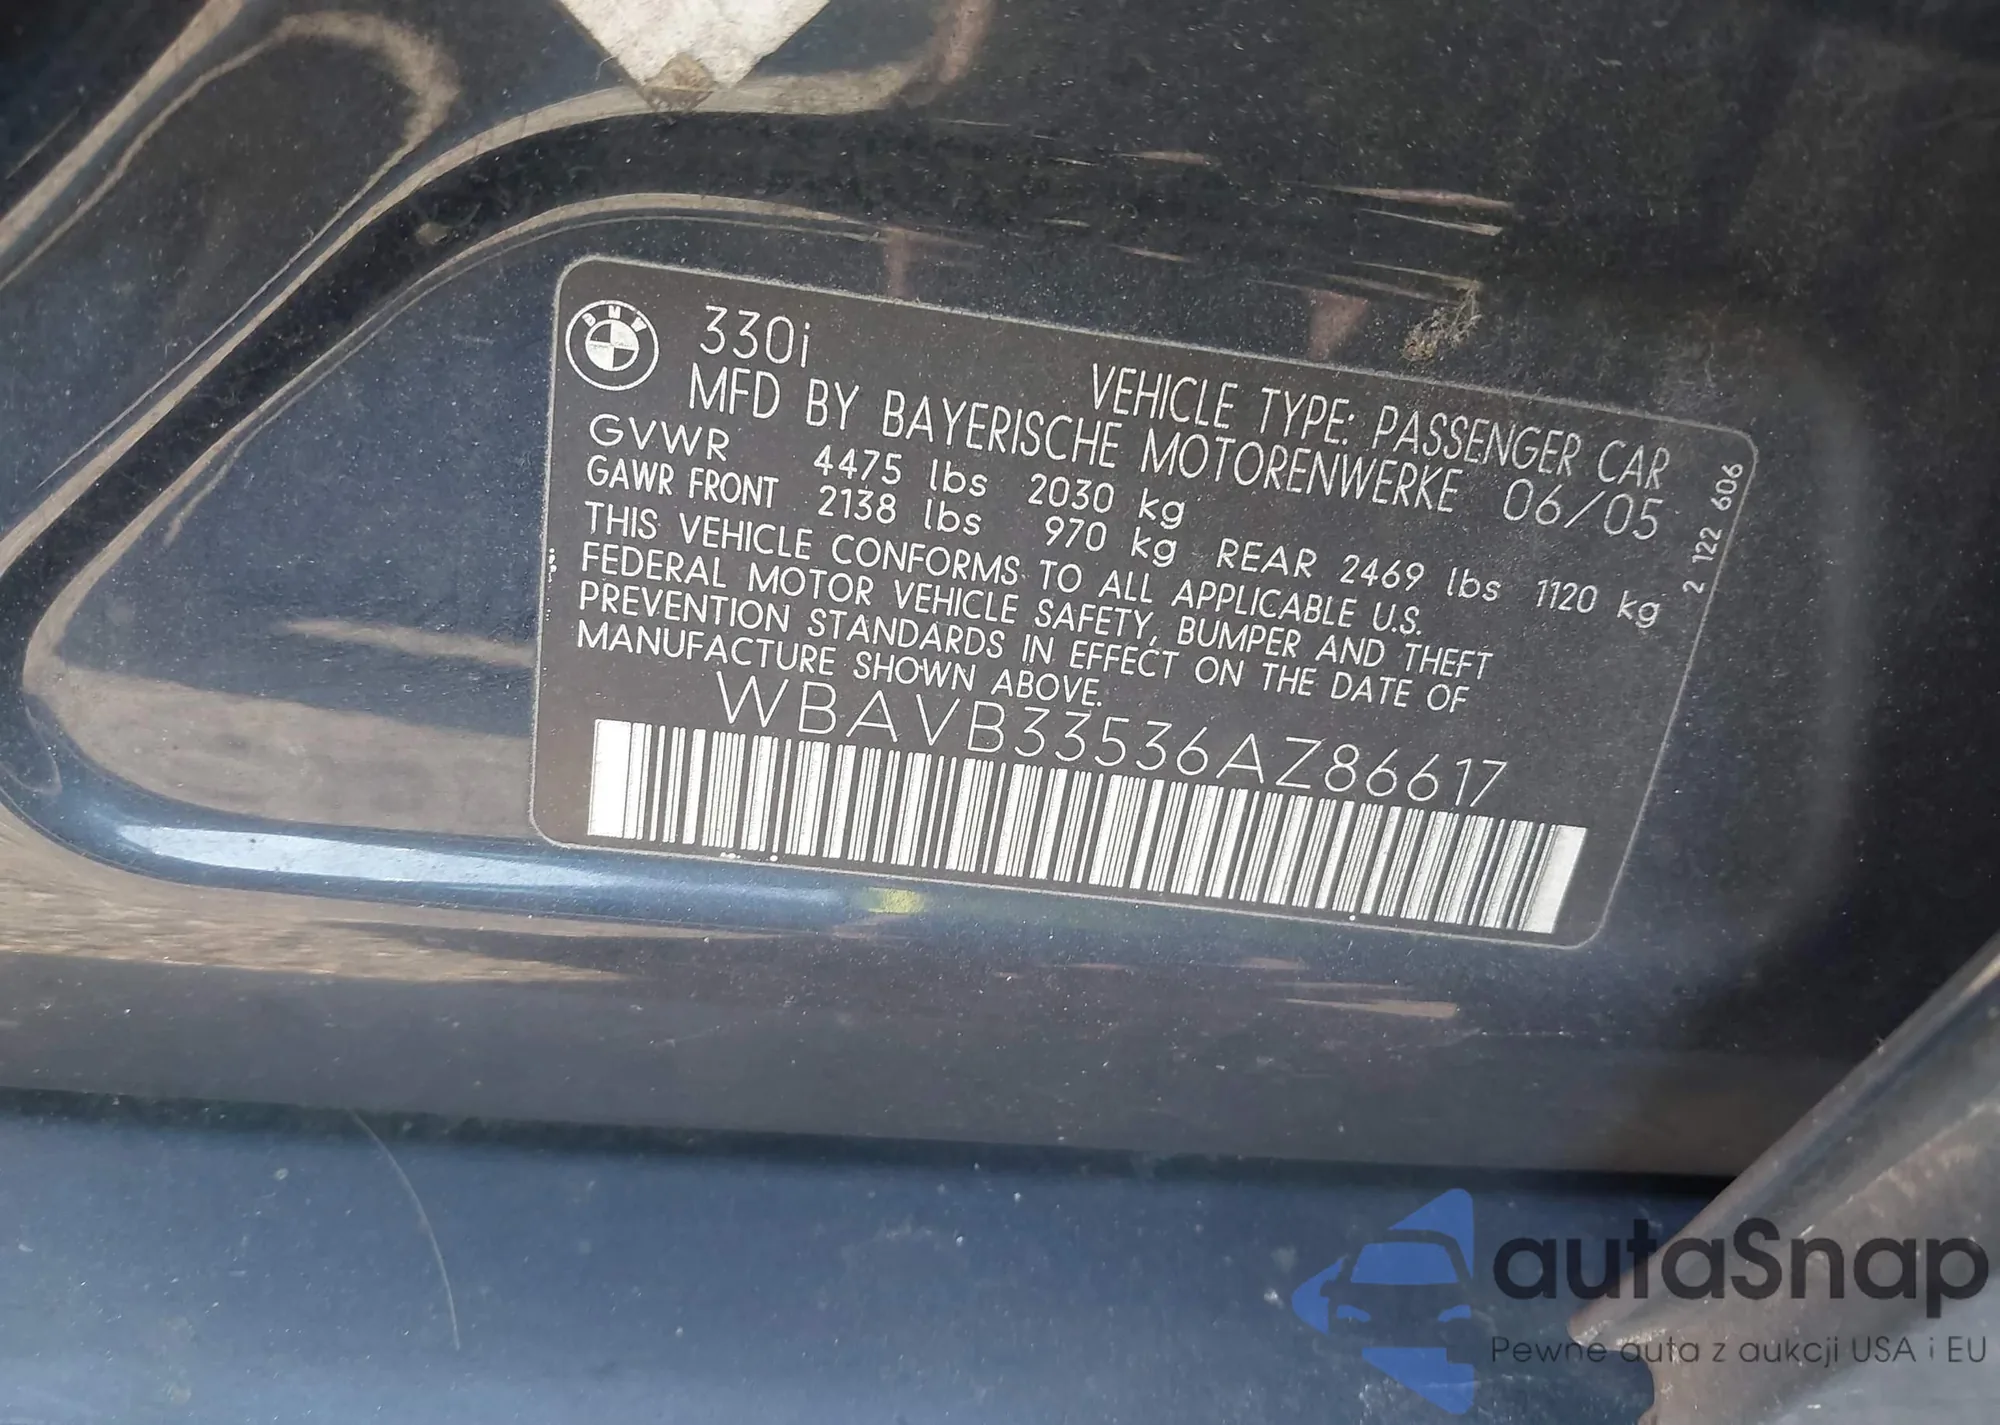 BMW
330i
VEHICLE TYPE: PASSENGER CAR
MFD BY BAYERISCHE MOTORENWERKE 06/05
GVWR 4475 lbs 2030 kg
GAWR FRONT 2138 lbs 970 kg REAR 2469 lbs 1120 kg
THIS VEHICLE CONFORMS TO ALL APPLICABLE U.S.
FEDERAL MOTOR VEHICLE SAFETY, BUMPER AND THEFT
PREVENTION STANDARDS IN EFFECT ON THE DATE OF
MANUFACTURE SHOWN ABOVE.
WBAVB33536AZ86617
2 122 606
autaSnap
Pewne auta z aukcji USA i EU